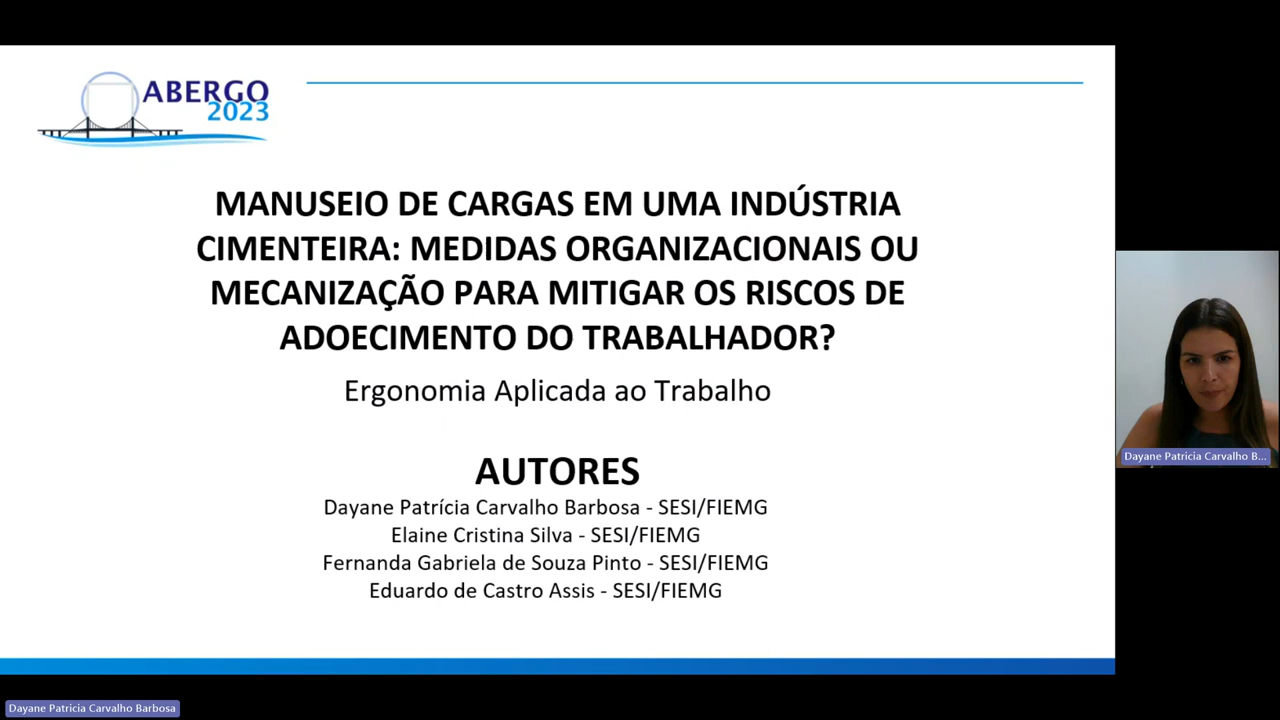 ABERGO
2023
MANUSEIO DE CARGAS EM UMA INDÚSTRIA
CIMENTEIRA: MEDIDAS ORGANIZACIONAIS OU
MECANIZAÇÃO PARA MITIGAR OS RISCOS DE
ADOECIMENTO DO TRABALHADOR?
Ergonomia Aplicada ao Trabalho
AUTORES
Dayane Patrícia Carvalho Barbosa - SESI/FIEMG
Elaine Cristina Silva - SESI/FIEMG
Fernanda Gabriela de Souza Pinto - SESI/FIEMG
Eduardo de Castro Assis - SESI/FIEMG
Dayane Patricia Carvalho B...
Dayane Patricia Carvalho Barbosa